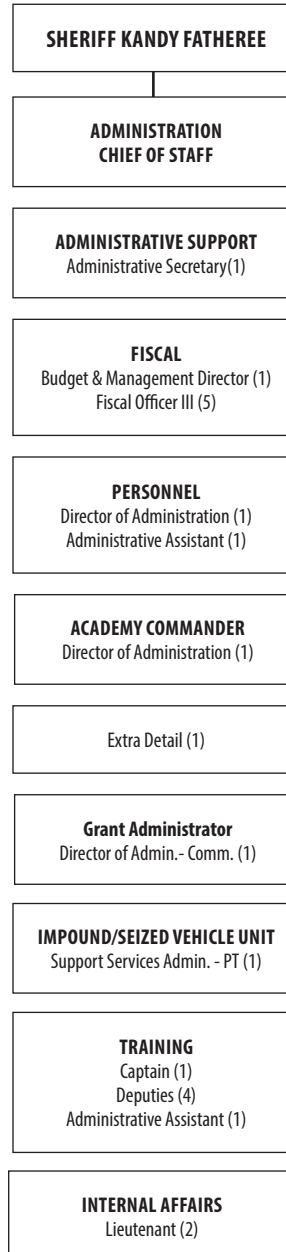 SHERIFF KANDY FATHEREE
ADMINISTRATION
CHIEF OF STAFF
ADMINISTRATIVE SUPPORT
Administrative Secretary(1)
FISCAL
Budget & Management Director (1)
Fiscal Officer III (5)
PERSONNEL
Director of Administration (1)
Administrative Assistant (1)
ACADEMY COMMANDER
Director of Administration (1)
Extra Detail (1)
Grant Administrator
Director of Admin.- Comm. (1)
IMPOUND/SEIZED VEHICLE UNIT
Support Services Admin. - PT (1)
TRAINING
Captain (1)
Deputies (4)
Administrative Assistant (1)
INTERNAL AFFAIRS
Lieutenant (2)